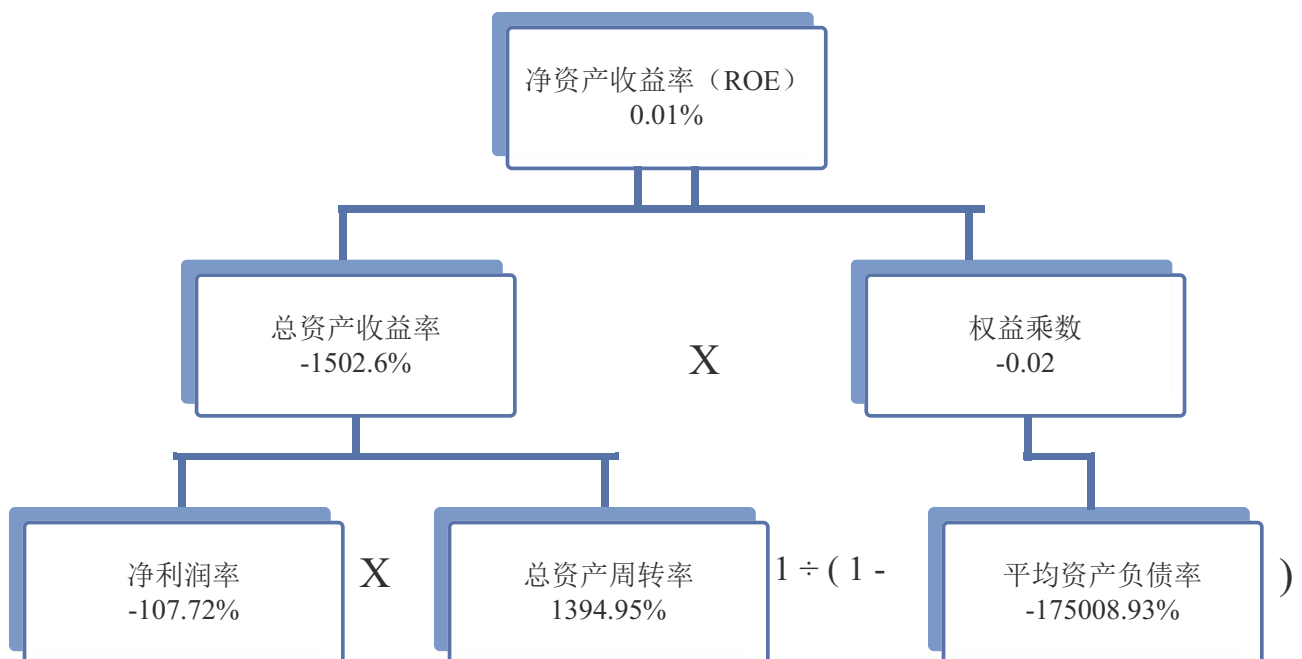 净资产收益率（ROE）
0.01%
总资产收益率
-1502.6%
X
权益乘数
-0.02
净利润率
-107.72%
X
总资产周转率
1394.95%
1 ÷ ( 1 -
平均资产负债率
-175008.93%
)